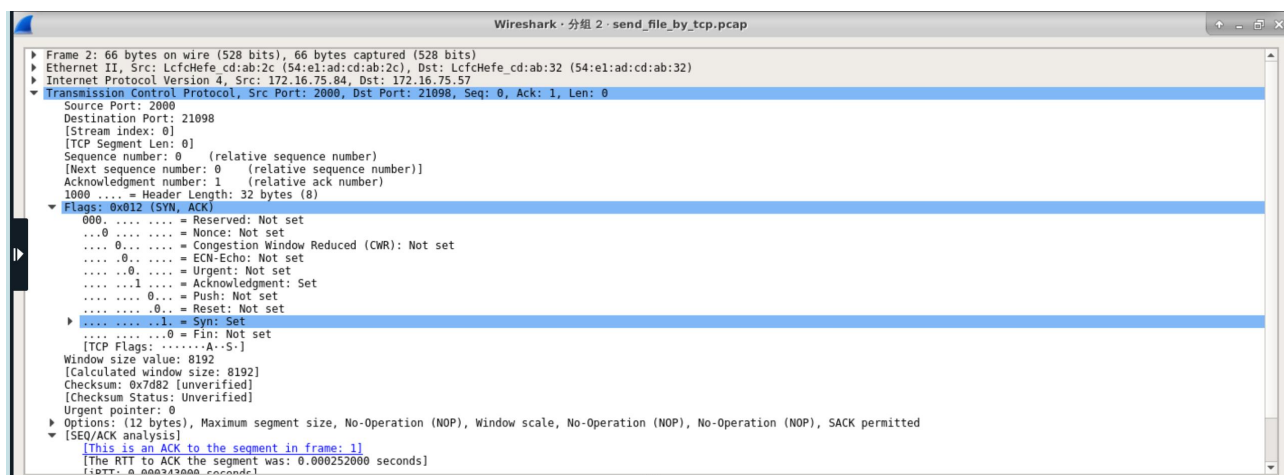 Wireshark · 分组 2 · send_file_by_tcp.pcap
Frame 2: 66 bytes on wire (528 bits), 66 bytes captured (528 bits)
Ethernet II, Src: LcfcHefe_cd:ab:2c (54:e1:ad:cd:ab:2c), Dst: LcfcHefe_cd:ab:32 (54:e1:ad:cd:ab:32)
Internet Protocol Version 4, Src: 172.16.75.84, Dst: 172.16.75.57
Transmission Control Protocol, Src Port: 2000, Dst Port: 21098, Seq: 0, Ack: 1, Len: 0
Source Port: 2000
Destination Port: 21098
[Stream index: 0]
[TCP Segment Len: 0]
Sequence number: 0 (relative sequence number)
[Next sequence number: 0 (relative sequence number)]
Acknowledgment number: 1 (relative ack number)
1000 .... = Header Length: 32 bytes (8)
Flags: 0x012 (SYN, ACK)
000. .... .... = Reserved: Not set
...0 .... .... = Nonce: Not set
.... 0... .... = Congestion Window Reduced (CWR): Not set
.... .0.. .... = ECN-Echo: Not set
.... ..0. .... = Urgent: Not set
.... ...1 .... = Acknowledgment: Set
.... .... 0... = Push: Not set
.... .... .0.. = Reset: Not set
.... .... ..1. = Syn: Set
.... .... ...0 = Fin: Not set
[TCP Flags: ·······A··S·]
Window size value: 8192
[Calculated window size: 8192]
Checksum: 0x7d82 [unverified]
[Checksum Status: Unverified]
Urgent pointer: 0
Options: (12 bytes), Maximum segment size, No-Operation (NOP), Window scale, No-Operation (NOP), No-Operation (NOP), SACK permitted
[SEQ/ACK analysis]
[This is an ACK to the segment in frame: 1]
[The RTT to ACK the segment was: 0.000252000 seconds]
[iRTT: 0.000343000 seconds]